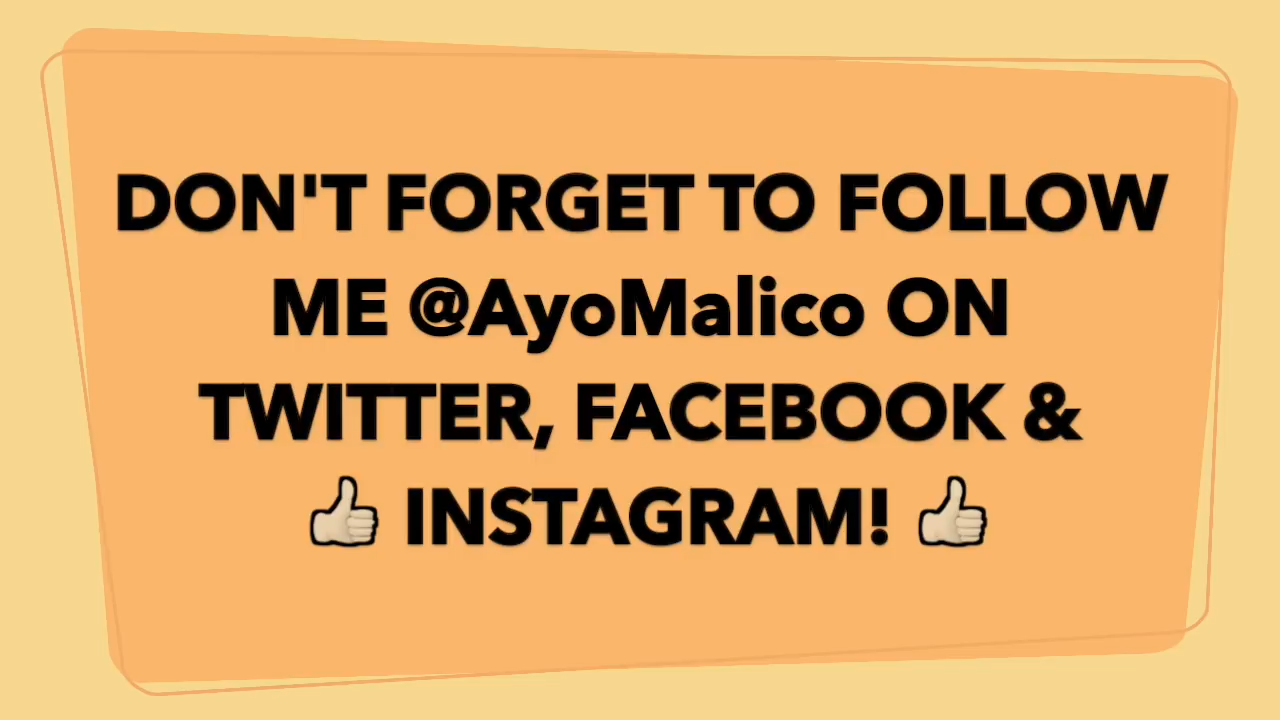 DON'T FORGET TO FOLLOW
ME @AyoMalico ON
TWITTER, FACEBOOK &
👍🏻 INSTAGRAM! 👍🏻